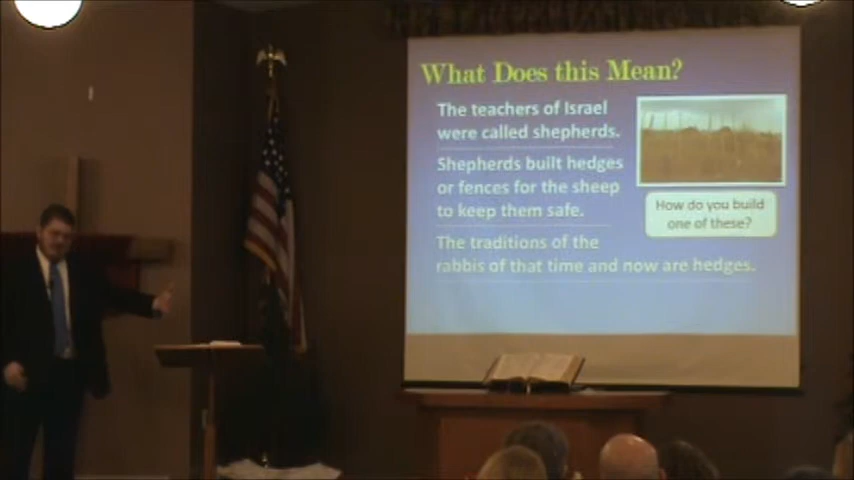 What Does this Mean?
The teachers of Israel
were called shepherds.
Shepherds built hedges
or fences for the sheep
to keep them safe.
How do you build
one of these?
The traditions of the
rabbis of that time and now are hedges.